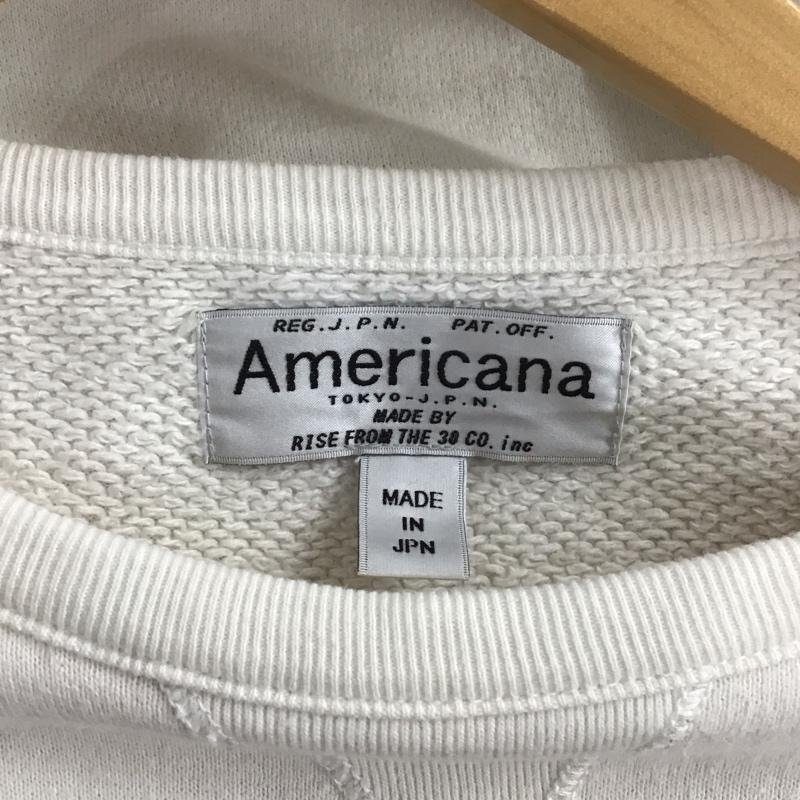 REG.J.P.N. PAT.OFF.
Americana
TOKYO-J.P.N.
MADE BY
RISE FROM THE 30 CO. inc
MADE
IN
JPN